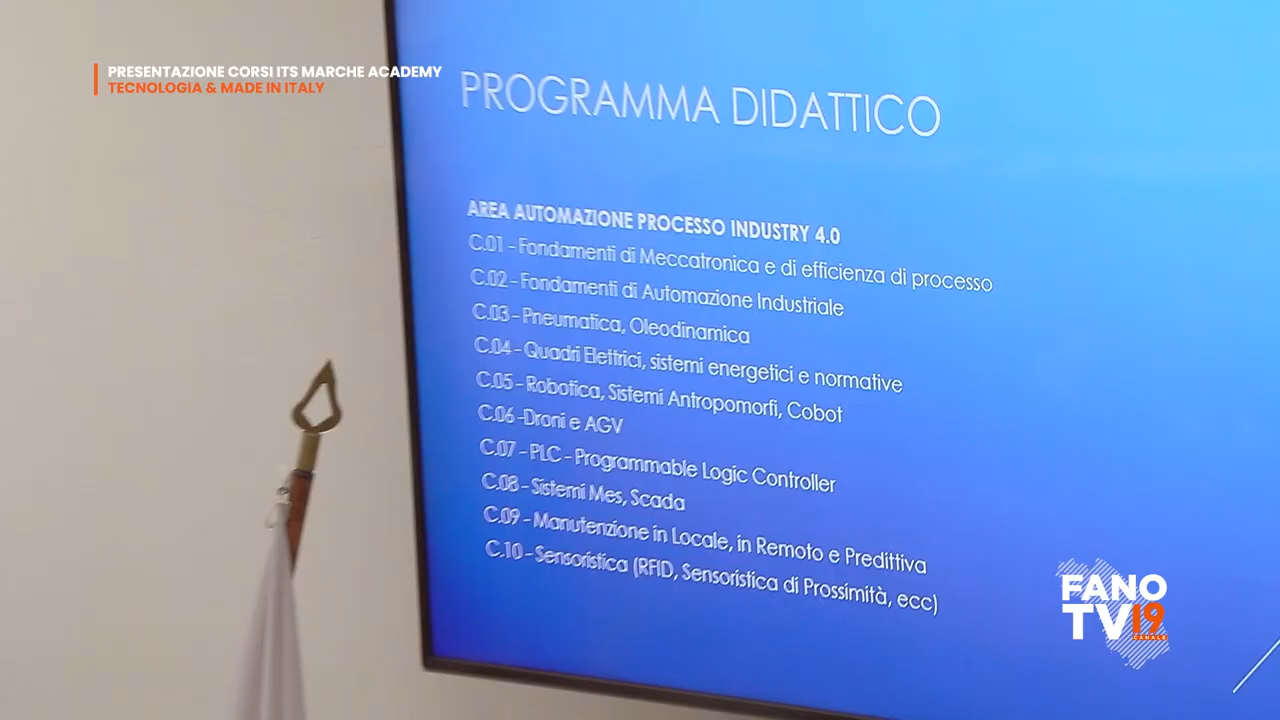 PRESENTAZIONE CORSI ITS MARCHE ACADEMY
TECNOLOGIA & MADE IN ITALY
PROGRAMMA DIDATTICO
AREA AUTOMAZIONE PROCESSO INDUSTRY 4.0
C.01 - Fondamenti di Meccatronica e di efficienza di processo
C.02 - Fondamenti di Automazione Industriale
C.03 - Pneumatica, Oleodinamica
C.04 - Quadri Elettrici, sistemi energetici e normative
C.05 - Robotica, Sistemi Antropomorfi, Cobot
C.06 -Droni e AGV
C.07 - PLC - Programmable Logic Controller
C.08 - Sistemi Mes, Scada
C.09 - Manutenzione in Locale, in Remoto e Predittiva
C.10 - Sensoristica (RFID, Sensoristica di Prossimità, ecc)
FANO
TV19
CANALE